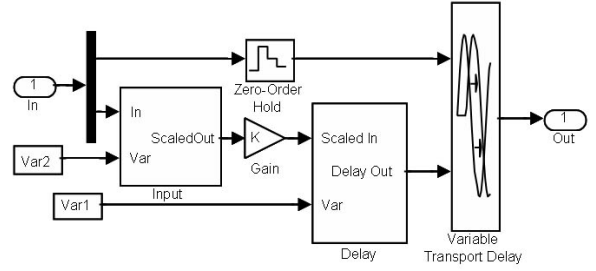 1
In
Zero-Order
Hold
In
ScaledOut
Var
Input
Var2
Var1
K
Gain
Scaled In
Delay Out
Var
Delay
Variable
Transport Delay
1
Out